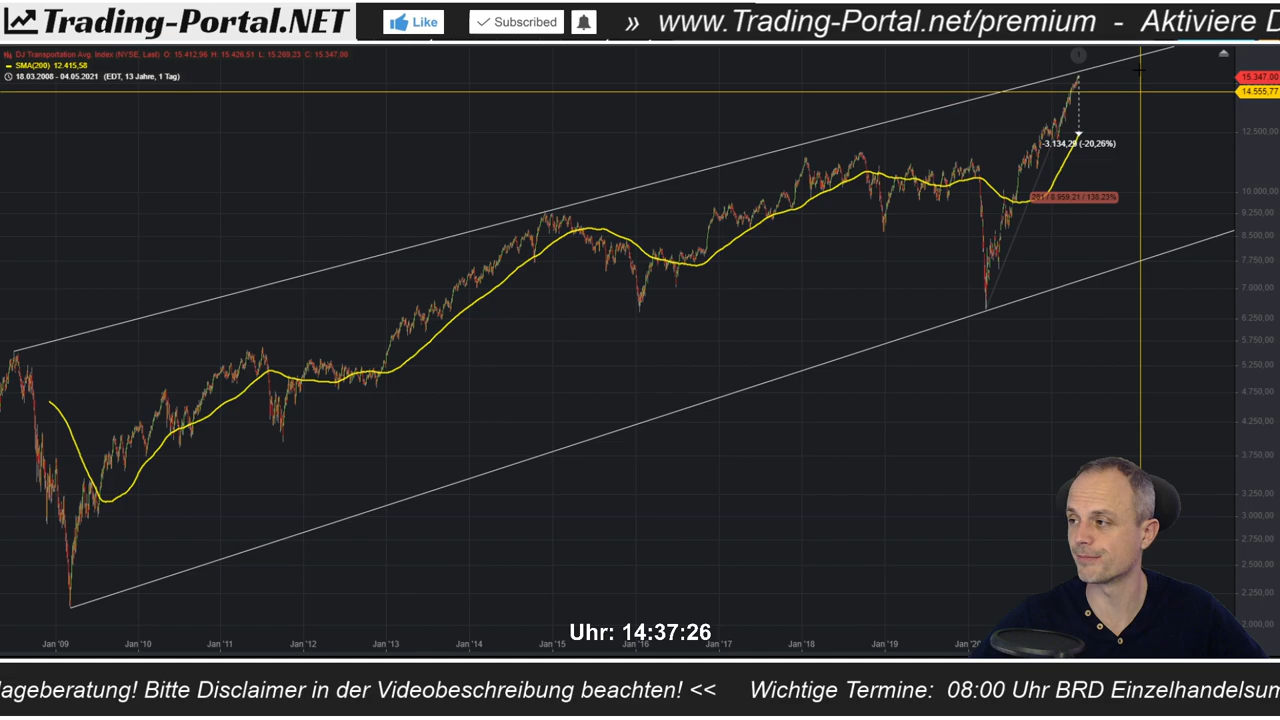 Trading-Portal.NET
Like
Subscribed
» www.Trading-Portal.net/premium - Aktiviere D
DJ Transportation Avg. Index (NYSE, Last) O: 15.412,96 H: 15.426,51 L: 15.269,23 C: 15.347,00
SMA(200) 12.415,58
18.03.2008 - 04.05.2021 (EDT, 13 Jahre, 1 Tag)
1
15.347,00
14.555,77
12.500,00
-3.134,29 (-20,26%)
10.000,00
9.250,00
8.500,00
7.750,00
7.000,00
6.250,00
5.750,00
5.250,00
4.750,00
4.250,00
3.750,00
3.250,00
3.000,00
2.750,00
2.500,00
2.250,00
2.000,00
Uhr: 14:37:26
Jan '09 Jan '10 Jan '11 Jan '12 Jan '13 Jan '14 Jan '15 Jan '16 Jan '17 Jan '18 Jan '19 Jan '20
lageberatung! Bitte Disclaimer in der Videobeschreibung beachten! << Wichtige Termine: 08:00 Uhr BRD Einzelhandelsum